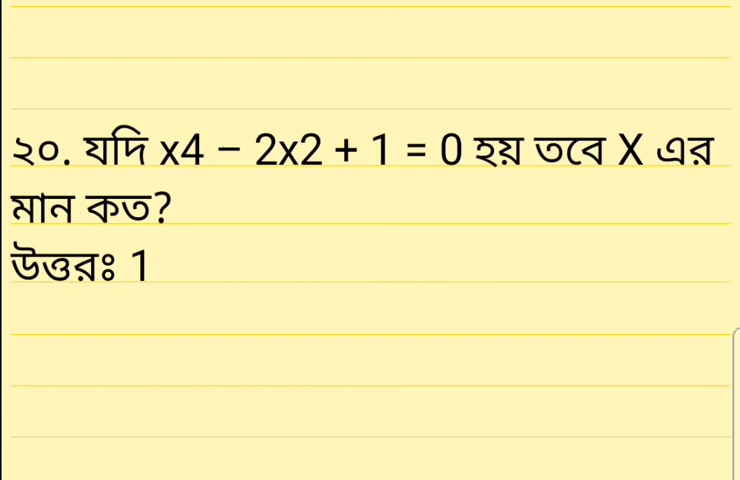 ২০. যদি x4 – 2x2 + 1 = 0 হয় তবে X এর
মান কত?
উত্তরঃ 1